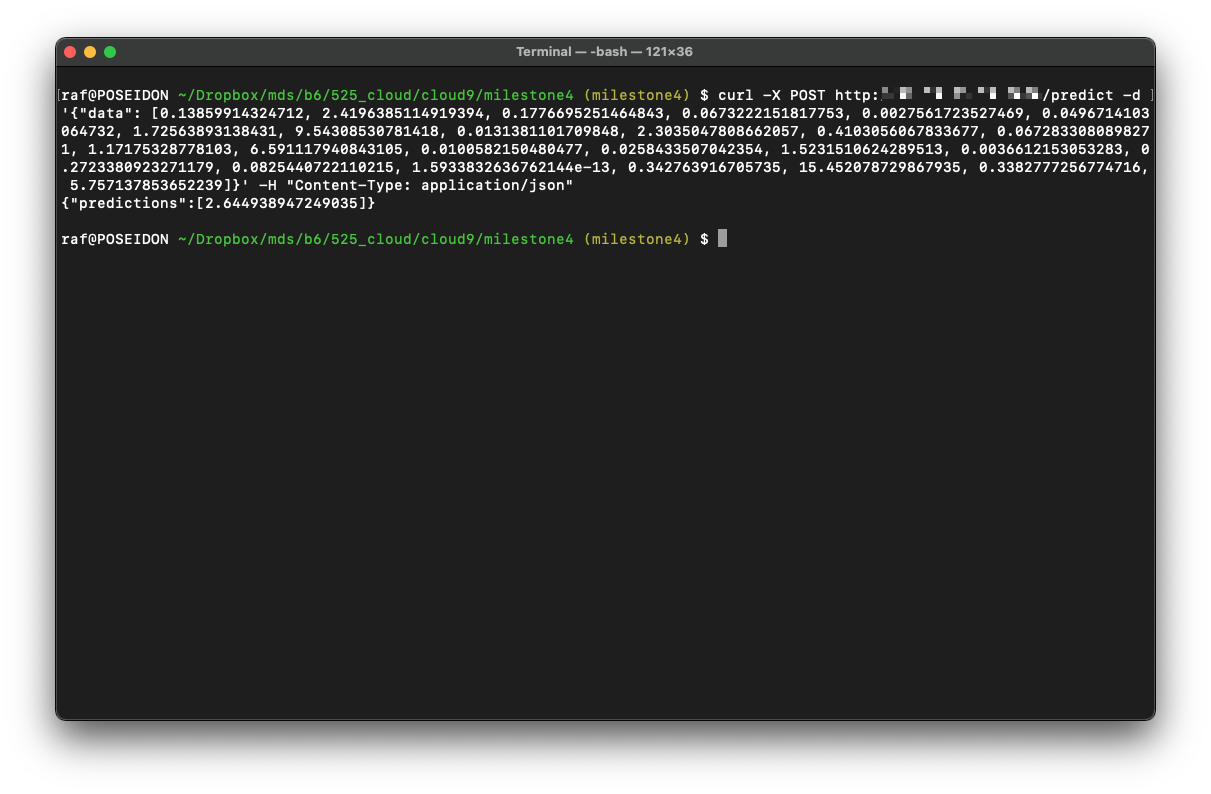 Terminal — -bash — 121×36
raf@POSEIDON ~/Dropbox/mds/b6/525_cloud/cloud9/milestone4 (milestone4) $ curl -X POST http: /predict -d
'{"data": [0.13859914324712, 2.4196385114919394, 0.1776695251464843, 0.0673222151817753, 0.0027561723527469, 0.0496714103
064732, 1.72563893138431, 9.54308530781418, 0.0131381101709848, 2.3035047808662057, 0.4103056067833677, 0.067283308089827
1, 1.17175328778103, 6.591117940843105, 0.0100582150480477, 0.0258433507042354, 1.5231510624289513, 0.0036612153053283, 0
.2723380923271179, 0.0825440722110215, 1.5933832636762144e-13, 0.342763916705735, 15.452078729867935, 0.3382777256774716,
5.757137853652239]}' -H "Content-Type: application/json"
{"predictions":[2.644938947249035]}
raf@POSEIDON ~/Dropbox/mds/b6/525_cloud/cloud9/milestone4 (milestone4) $